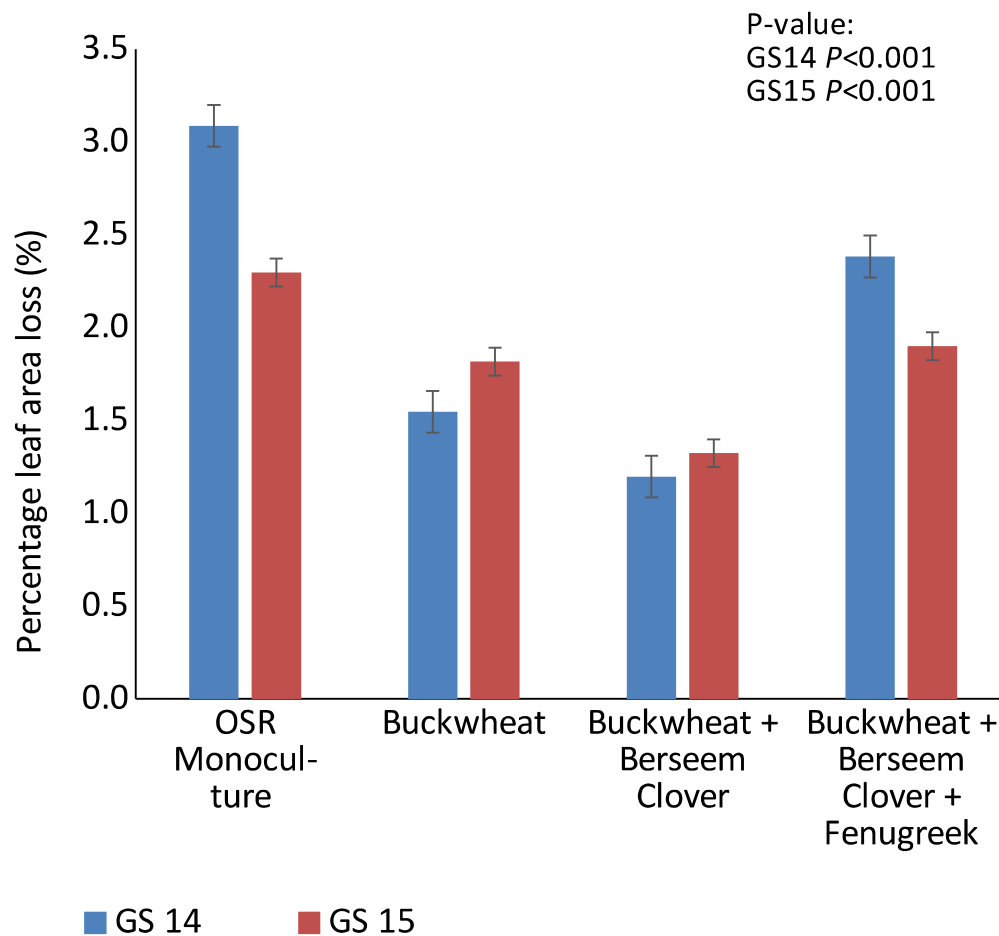 P-value:
GS14 P<0.001
GS15 P<0.001
Percentage leaf area loss (%)
3.5
3.0
2.5
2.0
1.5
1.0
0.5
0.0
OSR
Monocul-
ture
Buckwheat
Buckwheat +
Berseem
Clover
Buckwheat +
Berseem
Clover +
Fenugreek
GS 14
GS 15